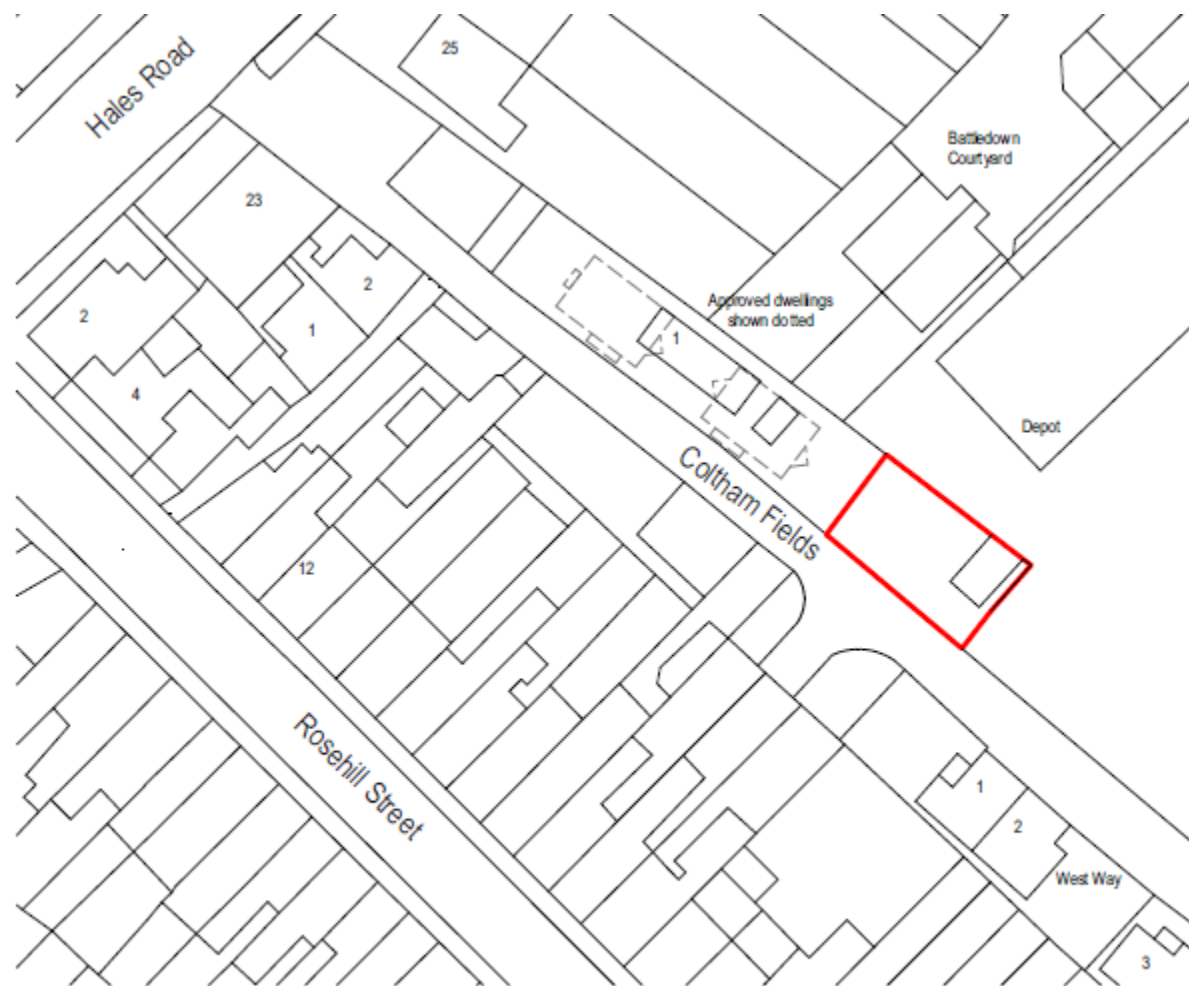 Hales Road
25
Battledown
Courtyard
23
2
2
1
4
Approved dwellings
shown dotted
1
Depot
Coltham Fields
12
Rosehill Street
1
2
West Way
3